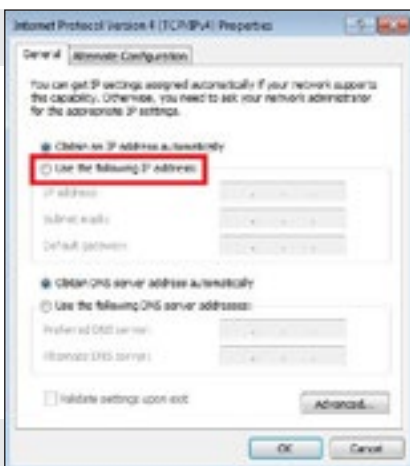 Internet Protocol Version 4 (TCP/IPv4) Properties
General
Alternate Configuration
You can get IP settings assigned automatically if your network supports
this capability. Otherwise, you need to ask your network administrator
for the appropriate IP settings.
Obtain an IP address automatically
Use the following IP address:
IP address:
Subnet mask:
Default gateway:
Obtain DNS server address automatically
Use the following DNS server addresses:
Preferred DNS server:
Alternate DNS server:
Validate settings upon exit
Advanced...
OK
Cancel